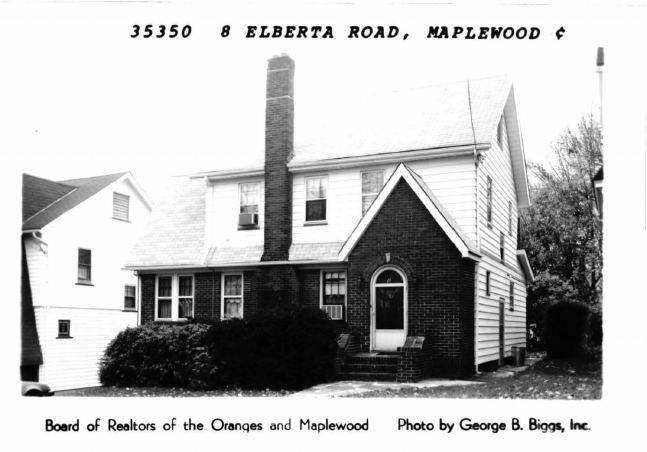 35350 8 ELBERTA ROAD, MAPLEWOOD ¢
Board of Realtors of the Oranges and Maplewood Photo by George B. Biggs, Inc.